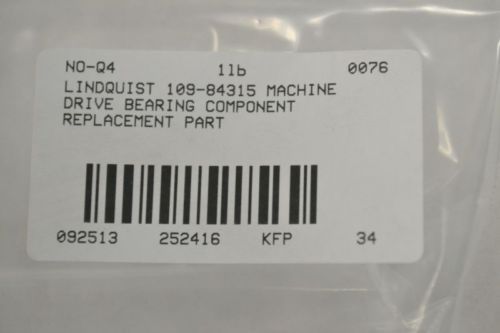 NO-Q4 1lb 0076
LINDQUIST 109-84315 MACHINE
DRIVE BEARING COMPONENT
REPLACEMENT PART
092513 252416 KFP 34